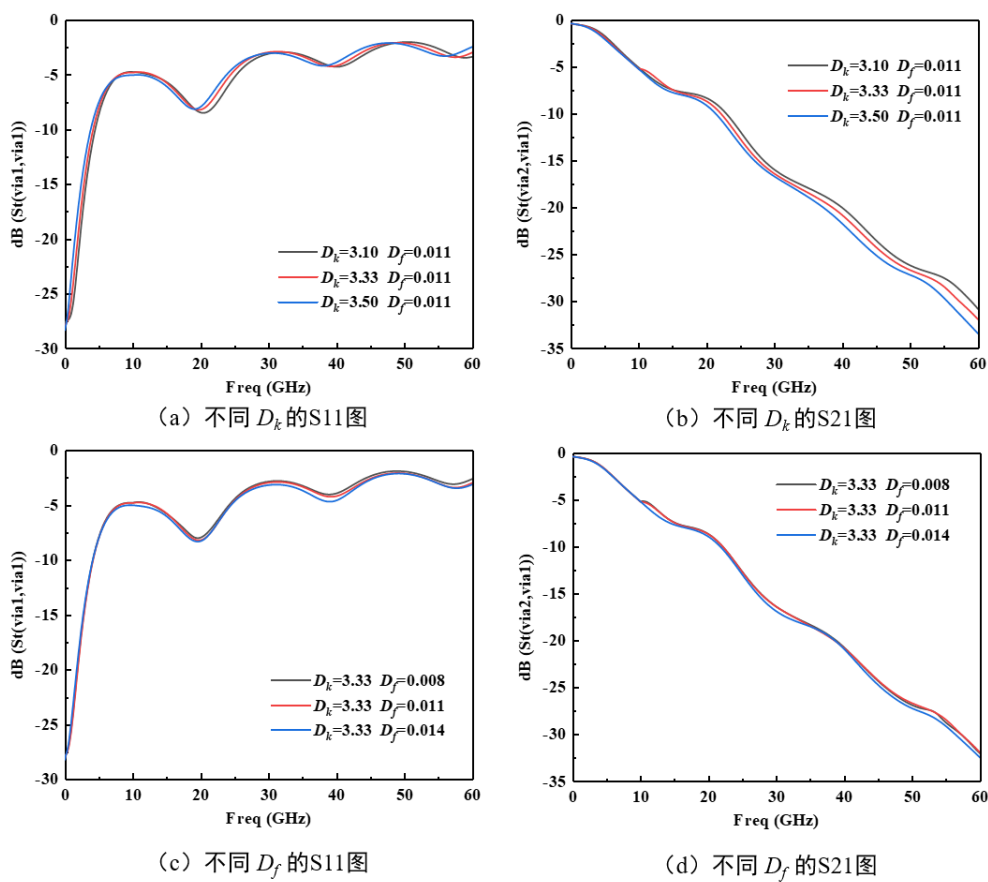 dB (St(via1,via1))
0
-5
-10
-15
-20
-25
-30
Dk=3.10 Df=0.011
Dk=3.33 Df=0.011
Dk=3.50 Df=0.011
0 10 20 30 40 50 60
Freq (GHz)
（a）不同 Dk 的S11图
dB (St(via2,via1))
0
-5
-10
-15
-20
-25
-30
-35
Dk=3.10 Df=0.011
Dk=3.33 Df=0.011
Dk=3.50 Df=0.011
0 10 20 30 40 50 60
Freq (GHz)
（b）不同 Dk 的S21图
dB (St(via1,via1))
0
-5
-10
-15
-20
-25
-30
Dk=3.33 Df=0.008
Dk=3.33 Df=0.011
Dk=3.33 Df=0.014
0 10 20 30 40 50 60
Freq (GHz)
（c）不同 Df 的S11图
dB (St(via2,via1))
0
-5
-10
-15
-20
-25
-30
-35
Dk=3.33 Df=0.008
Dk=3.33 Df=0.011
Dk=3.33 Df=0.014
0 10 20 30 40 50 60
Freq (GHz)
（d）不同 Df 的S21图